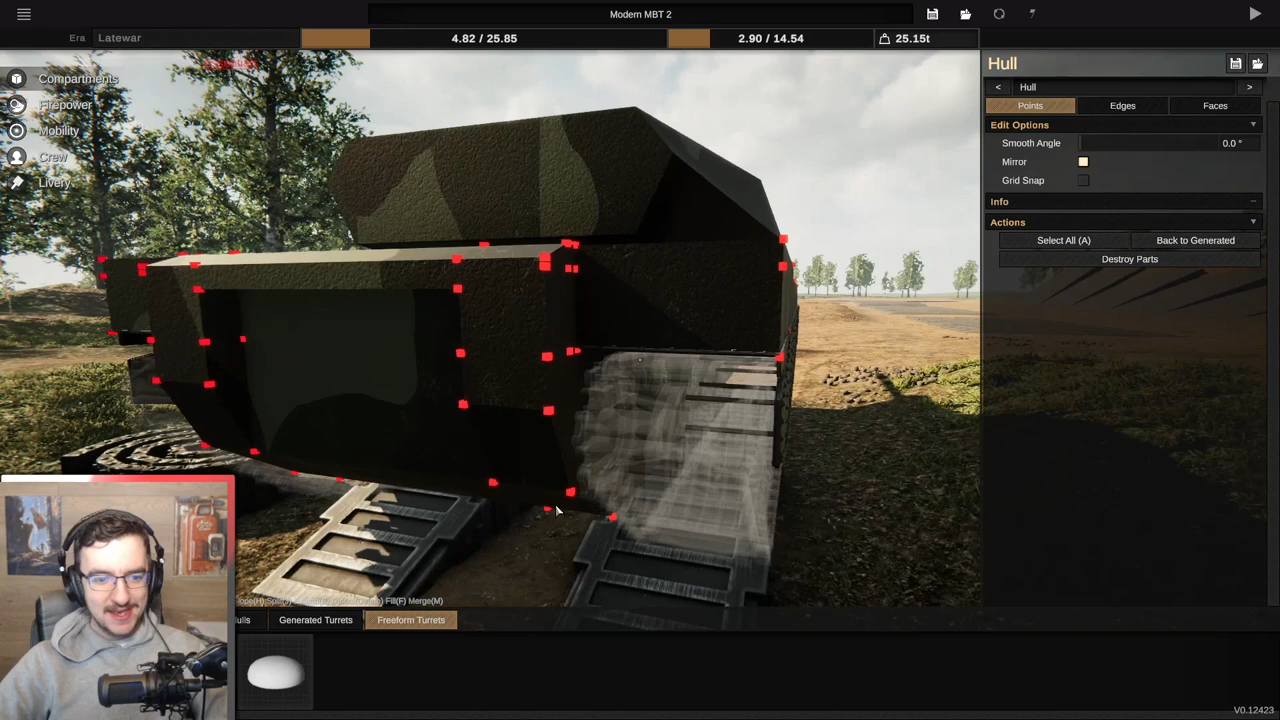 Modern MBT 2
Era Latewar 4.82 / 25.85 2.90 / 14.54 25.15t
Compartments
Firepower
Mobility
Crew
Livery
Hull
< Hull >
Points Edges Faces
Edit Options
Smooth Angle 0.0 °
Mirror
Grid Snap
Info
Actions
Select All (A) Back to Generated
Destroy Parts
Fill(F) Merge(M)
Generated Turrets Freeform Turrets
V0.12423